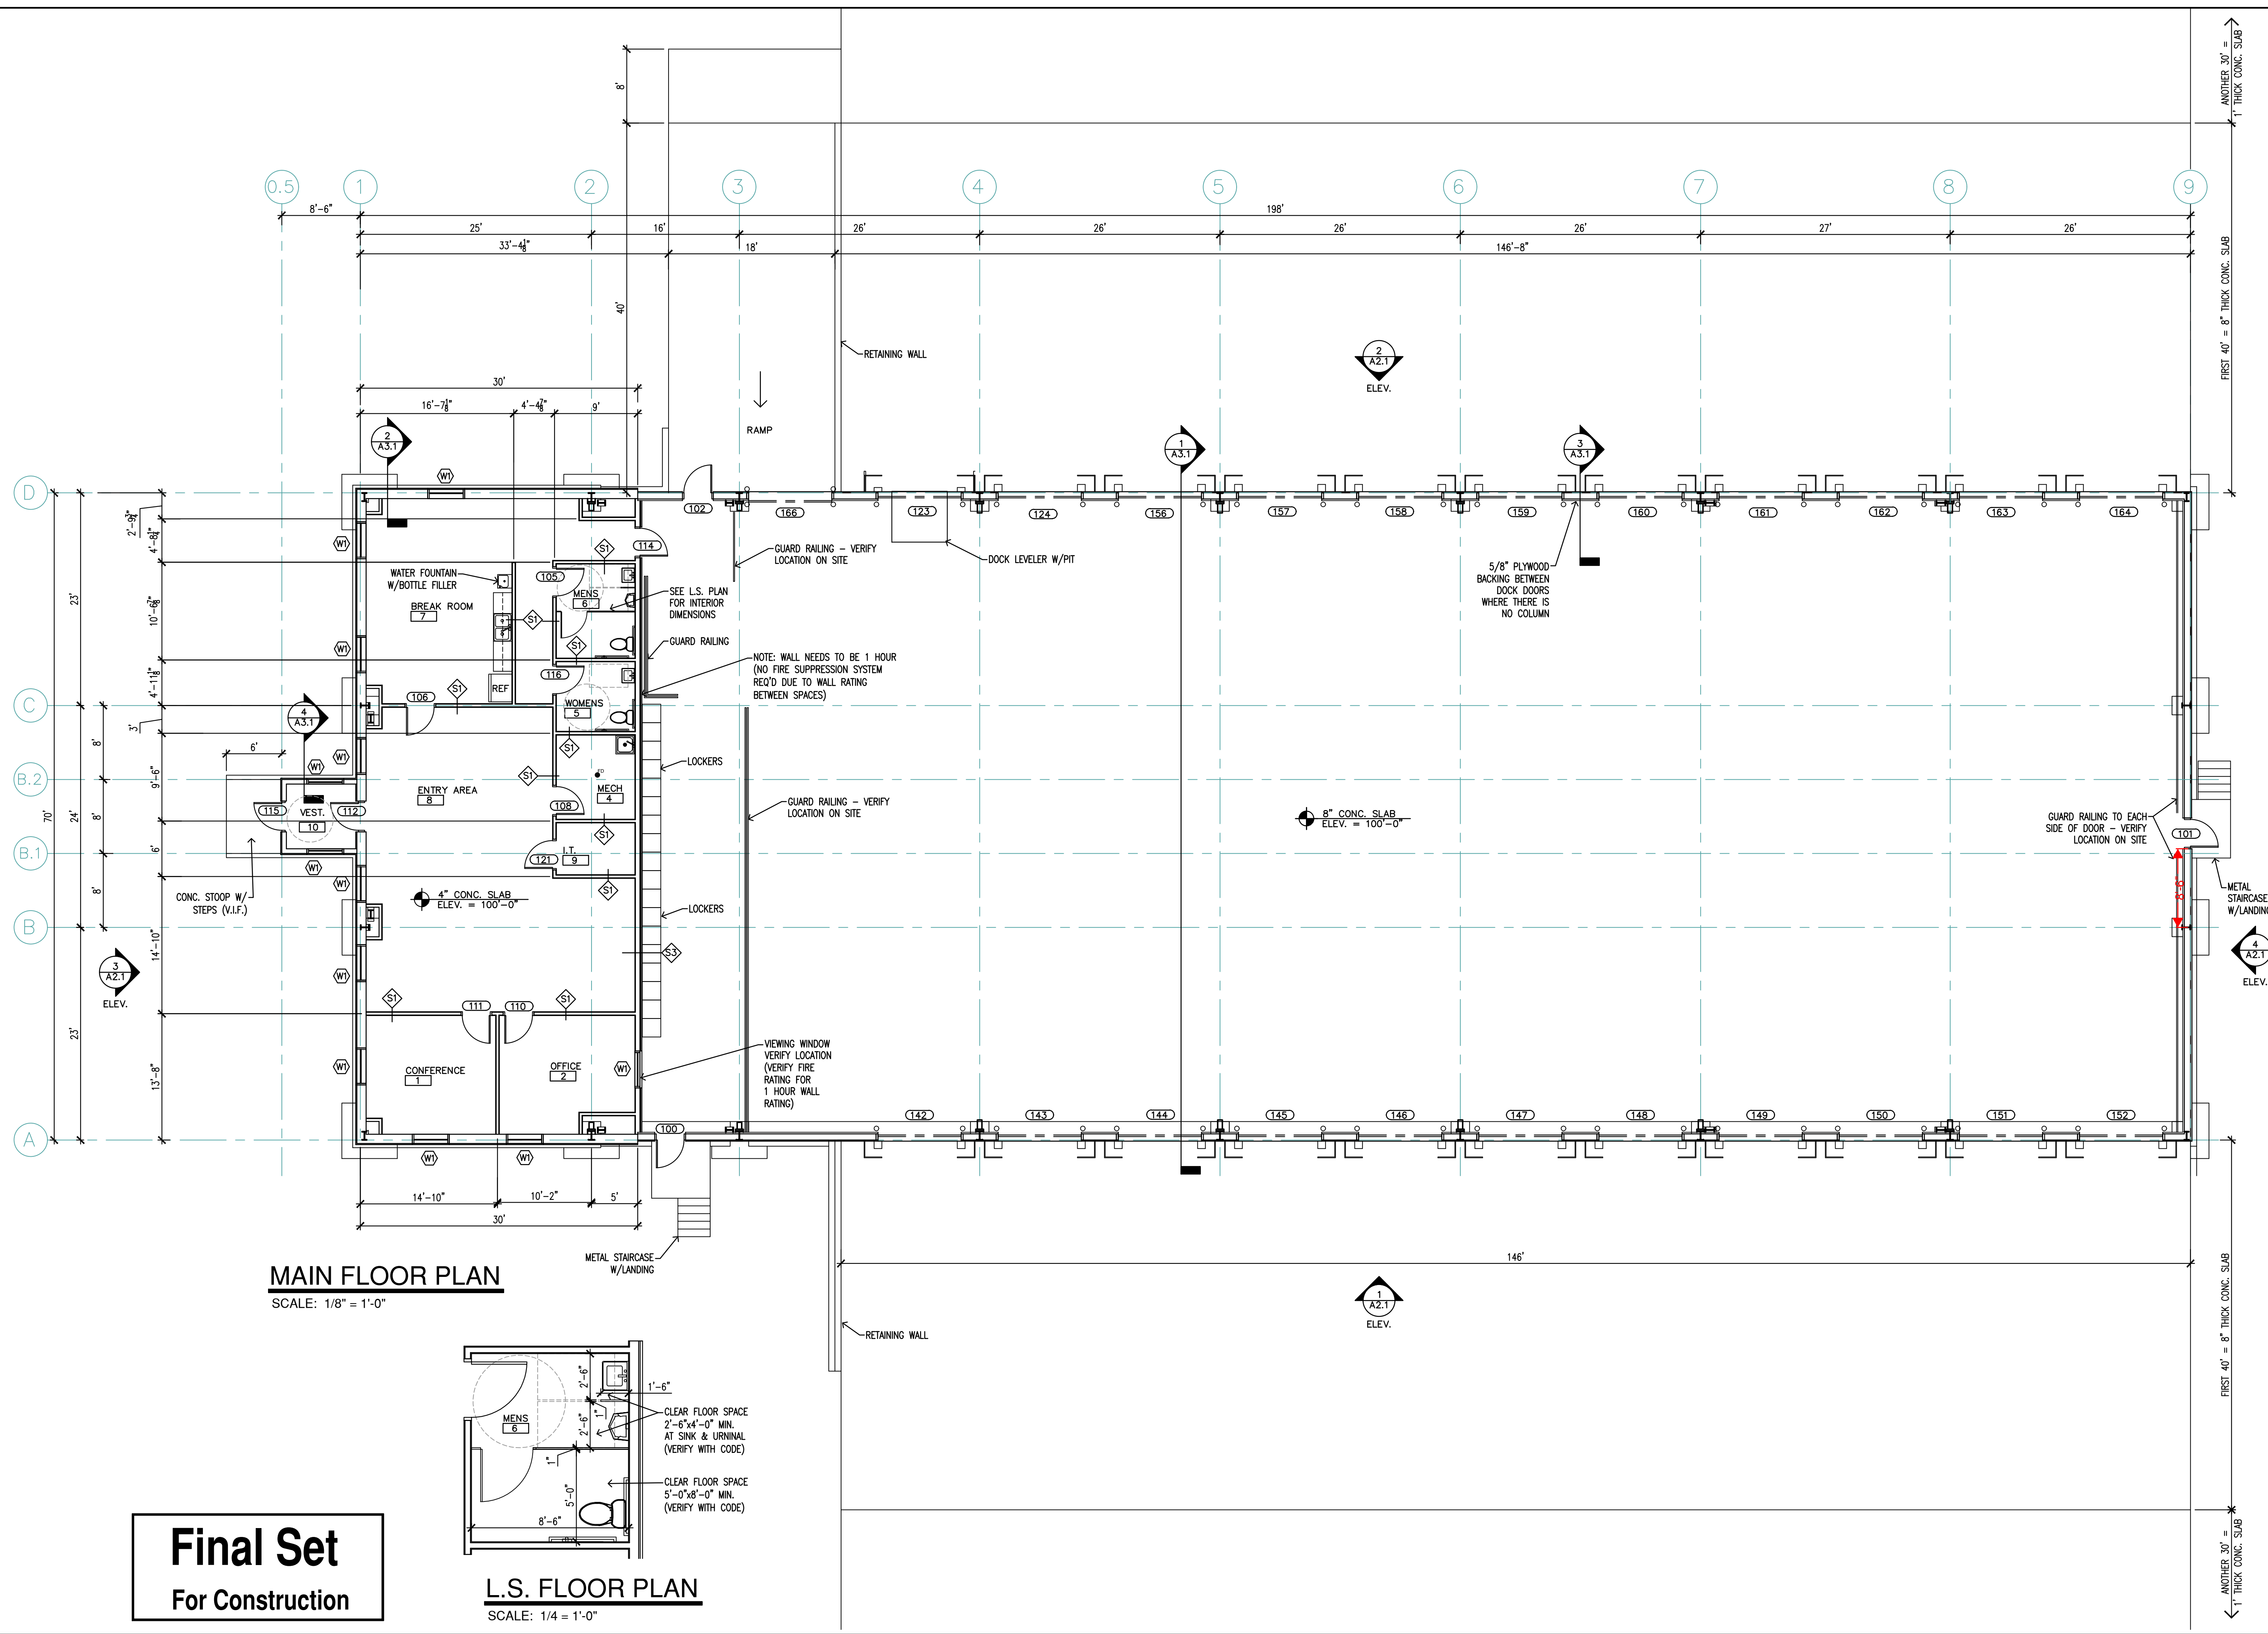 ANOTHER 30' =
1' THICK CONC. SLAB
8'
0.5
1
2
3
4
5
6
7
8
9
8'-6"
198'
25'
16'
26'
26'
26'
26'
27'
26'
33'-4⅛"
18'
146'-8"
FIRST 40' = 8" THICK CONC. SLAB
40'
RETAINING WALL
2
A2.1
ELEV.
30'
16'-7⅛"
4'-4⅞"
9'
RAMP
2
A3.1
1
A3.1
3
A3.1
W1
D
102
166
123
124
156
157
158
159
160
161
162
163
164
2'-9¾"
4'-8¼"
W1
S1
114
GUARD RAILING – VERIFY
LOCATION ON SITE
DOCK LEVELER W/PIT
5/8" PLYWOOD
BACKING BETWEEN
DOCK DOORS
WHERE THERE IS
NO COLUMN
WATER FOUNTAIN
W/BOTTLE FILLER
105
MENS
6
SEE L.S. PLAN
FOR INTERIOR
DIMENSIONS
BREAK ROOM
7
S1
23'
10'-6⅞"
S1
GUARD RAILING
W1
NOTE: WALL NEEDS TO BE 1 HOUR
(NO FIRE SUPPRESSION SYSTEM
REQ'D DUE TO WALL RATING
BETWEEN SPACES)
4'-11⅛"
116
S1
REF
106
WOMENS
5
C
4
A3.1
3'
8'
6'
W1
W1
S1
LOCKERS
B.2
9'-6"
S1
FD
ENTRY AREA
8
MECH
4
115
VEST.
10
112
108
GUARD RAILING – VERIFY
LOCATION ON SITE
8" CONC. SLAB
ELEV. = 100'-0"
GUARD RAILING TO EACH
SIDE OF DOOR – VERIFY
LOCATION ON SITE
101
70'
24'
8'
S1
B.1
6'
I.T.
9
121
W1
W1
S1
8'-6"
8'
CONC. STOOP W/
STEPS (V.I.F.)
4" CONC. SLAB
ELEV. = 100'-0"
LOCKERS
METAL
STAIRCASE
W/LANDING
B
14'-10"
S3
3
A2.1
ELEV.
W1
4
A2.1
ELEV.
S1
111
110
S1
23'
13'-8"
VIEWING WINDOW
VERIFY LOCATION
(VERIFY FIRE
RATING FOR
1 HOUR WALL
RATING)
W1
CONFERENCE
1
OFFICE
2
W1
A
100
142
143
144
145
146
147
148
149
150
151
152
W1
W1
14'-10"
10'-2"
5'
30'
METAL STAIRCASE
W/LANDING
146'
MAIN FLOOR PLAN
SCALE: 1/8" = 1'-0"
1
A2.1
ELEV.
RETAINING WALL
FIRST 40' = 8" THICK CONC. SLAB
2'-6"
1'-6"
MENS
6
2'-6"
1"
CLEAR FLOOR SPACE
2'-6"x4'-0" MIN.
AT SINK & URNINAL
(VERIFY WITH CODE)
1"
5'-0"
CLEAR FLOOR SPACE
5'-0"x8'-0" MIN.
(VERIFY WITH CODE)
8'-6"
Final Set
For Construction
L.S. FLOOR PLAN
SCALE: 1/4 = 1'-0"
ANOTHER 30' =
1' THICK CONC. SLAB